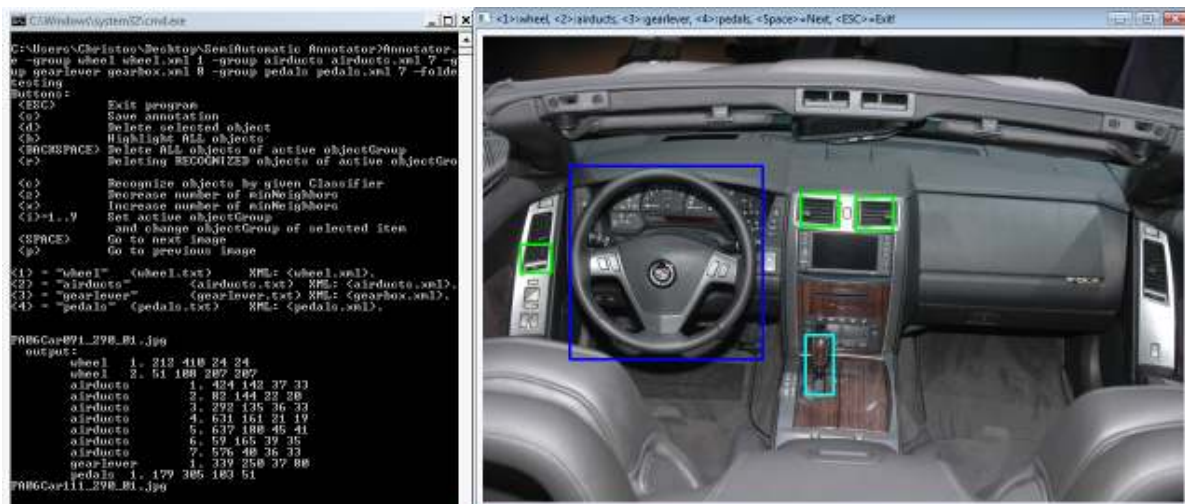 C:\Windows\system32\cmd.exe
C:\Users\Christos\Desktop\SemiAutomatic Annotator>Annotator.
e -group wheel wheel.xml 1 -group airducts airducts.xml 7 -g
up gearlever gearbox.xml 8 -group pedals pedals.xml 7 -folde
testing
Buttons:
<ESC> Exit program
<s> Save annotation
<d> Delete selected object
<h> Highlight ALL objects
<BACKSPACE> Delete ALL objects of active objectGroup
<r> Deleting RECOGNIZED objects of active objectGro
<c> Recognize objects by given Classifier
<z> Decrease number of minNeighbors
<x> Increase number of minNeighbors
<i>=1..9 Set active objectGroup
and change objectGroup of selected item
<SPACE> Go to next image
<p> Go to previous image
<1> = "wheel" (wheel.txt) XML: (wheel.xml).
<2> = "airducts" (airducts.txt) XML: (airducts.xml).
<3> = "gearlever" (gearlever.txt) XML: (gearbox.xml).
<4> = "pedals" (pedals.txt) XML: (pedals.xml).
PA06Car091_290_01.jpg
output:
wheel 1. 212 410 24 24
wheel 2. 51 108 207 207
airducts 1. 424 142 37 33
airducts 2. 82 144 22 20
airducts 3. 292 135 36 33
airducts 4. 631 161 21 19
airducts 5. 637 180 45 41
airducts 6. 59 165 39 35
airducts 7. 576 40 36 33
gearlever 1. 339 250 37 80
pedals 1. 179 305 103 51
PA06Car111_290_01.jpg
<1>:wheel, <2>:airducts, <3>:gearlever, <4>:pedals, <Space>=Next, <ESC>=Exit!